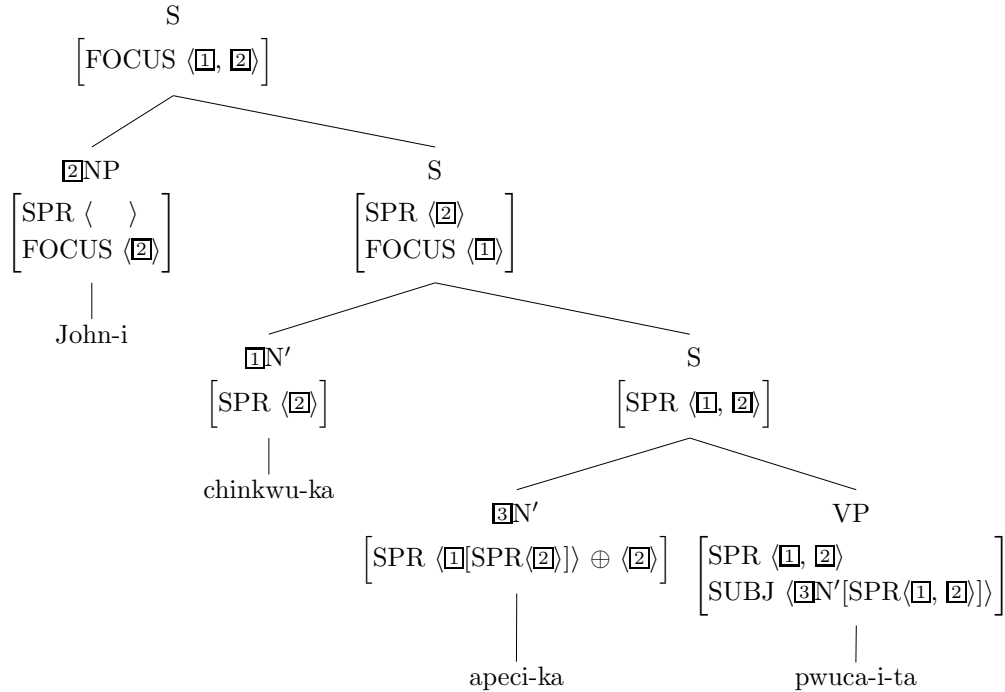 S
[FOCUS ⟨1, 2⟩]
2NP
[SPR ⟨ ⟩
FOCUS ⟨2⟩]
S
[SPR ⟨2⟩
FOCUS ⟨1⟩]
John-i
1N′
[SPR ⟨2⟩]
S
[SPR ⟨1, 2⟩]
chinkwu-ka
3N′
[SPR ⟨1[SPR⟨2⟩]⟩ ⊕ ⟨2⟩]
VP
[SPR ⟨1, 2⟩
SUBJ ⟨3N′[SPR⟨1, 2⟩]⟩]
apeci-ka
pwuca-i-ta